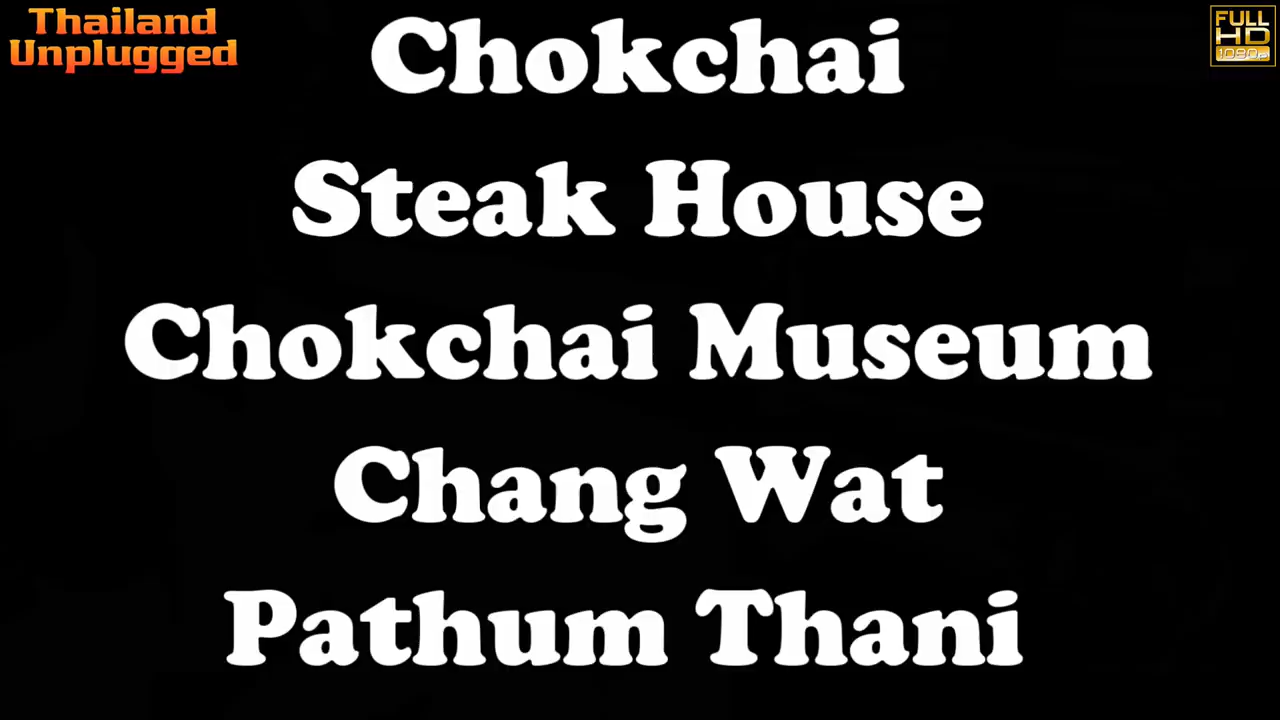 Thailand
Unplugged
FULL
HD
1080p
Chokchai
Steak House
Chokchai Museum
Chang Wat
Pathum Thani